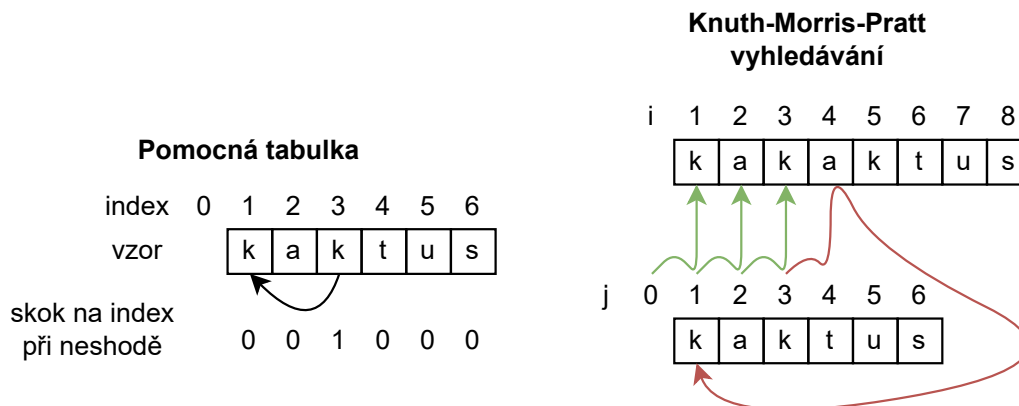 Pomocná tabulka
index 0 1 2 3 4 5 6
vzor k a k t u s
skok na index
při neshodě 0 0 1 0 0 0
Knuth-Morris-Pratt
vyhledávání
i 1 2 3 4 5 6 7 8
k a k a k t u s
j 0 1 2 3 4 5 6
k a k t u s